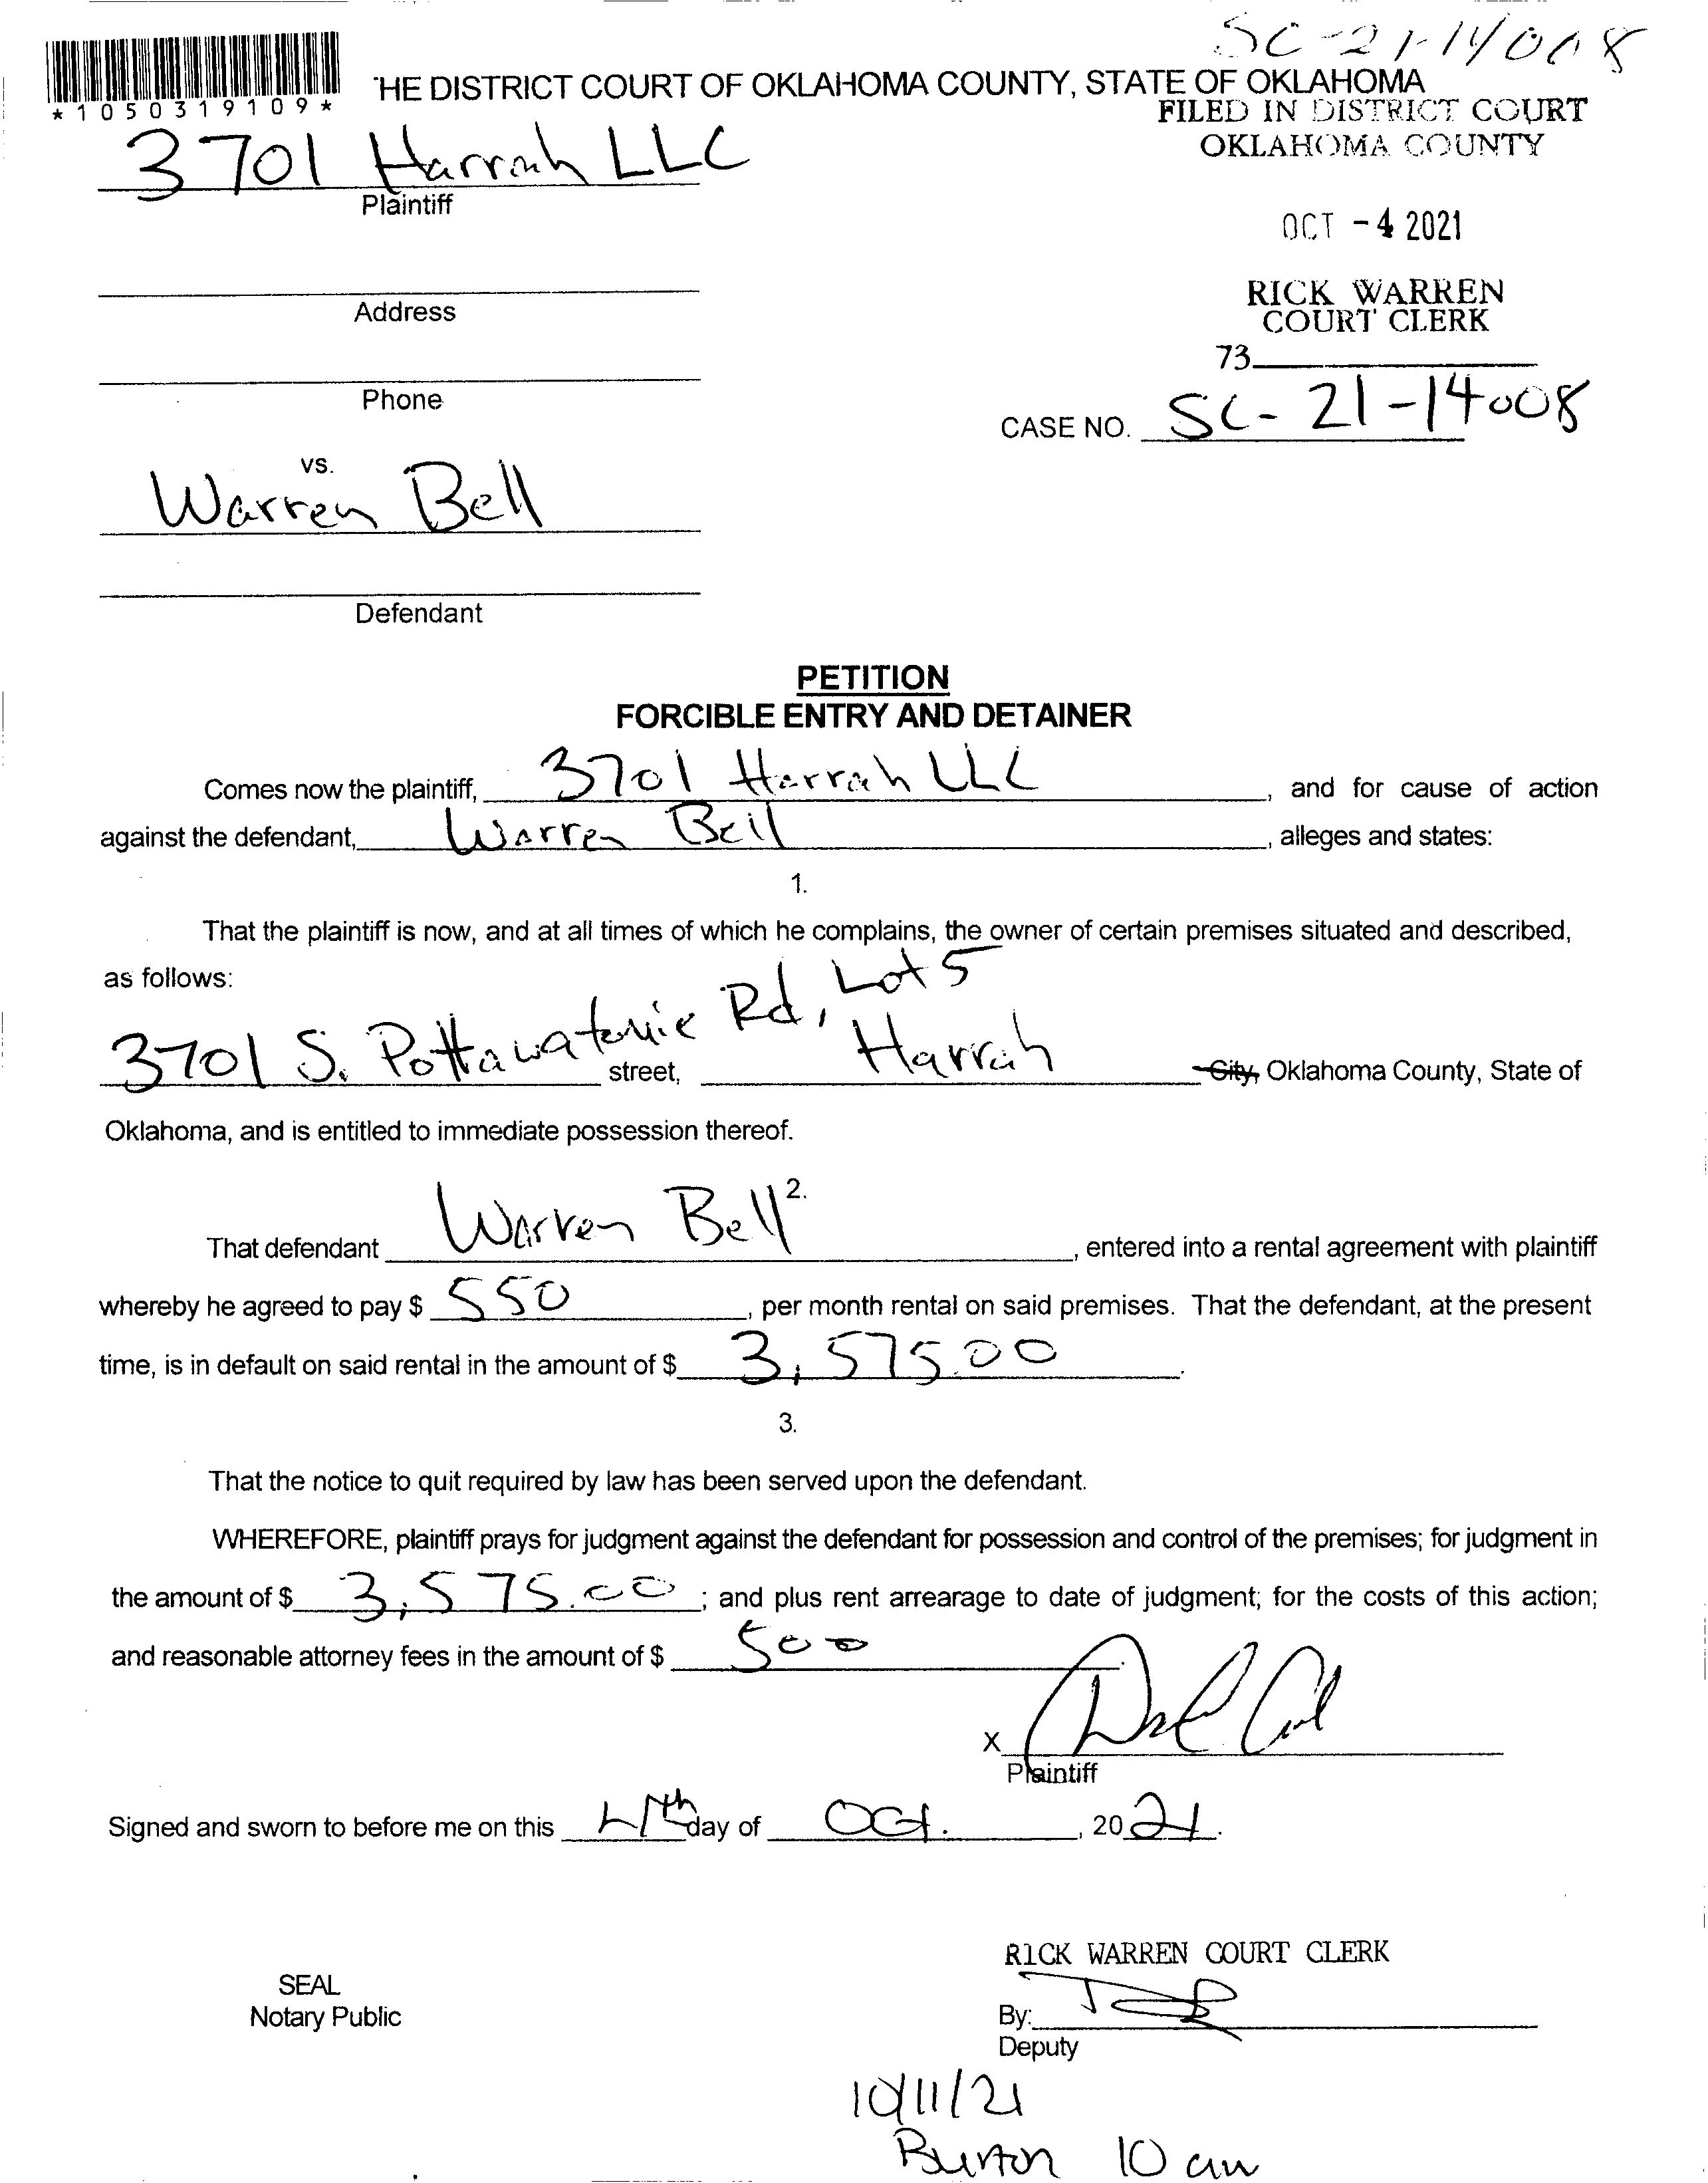 SC-21-14008
HE DISTRICT COURT OF OKLAHOMA COUNTY, STATE OF OKLAHOMA
*1050319109*
FILED IN DISTRICT COURT
OKLAHOMA COUNTY
3701 Harrah LLC
Plaintiff
OCT -4 2021
RICK WARREN
COURT CLERK
Address
73
Phone
CASE NO. SC-21-14008
vs.
Warren Bell
Defendant
PETITION
FORCIBLE ENTRY AND DETAINER
Comes now the plaintiff, 3701 Harrah LLC, and for cause of action
against the defendant, Warren Bell, alleges and states:
1.
That the plaintiff is now, and at all times of which he complains, the owner of certain premises situated and described,
as follows:
3701 S. Pottawatomie Rd, Lot 5 street, Harrah City, Oklahoma County, State of
Oklahoma, and is entitled to immediate possession thereof.
2.
That defendant Warren Bell, entered into a rental agreement with plaintiff
whereby he agreed to pay $ 550, per month rental on said premises. That the defendant, at the present
time, is in default on said rental in the amount of $ 3,575.00.
3.
That the notice to quit required by law has been served upon the defendant.
WHEREFORE, plaintiff prays for judgment against the defendant for possession and control of the premises; for judgment in
the amount of $ 3,575.00; and plus rent arrearage to date of judgment; for the costs of this action;
and reasonable attorney fees in the amount of $ 500.
X
Plaintiff
Signed and sworn to before me on this 4th day of Oct., 2021.
RICK WARREN COURT CLERK
SEAL
Notary Public
By:
Deputy
10/11/21
Burton 10 am